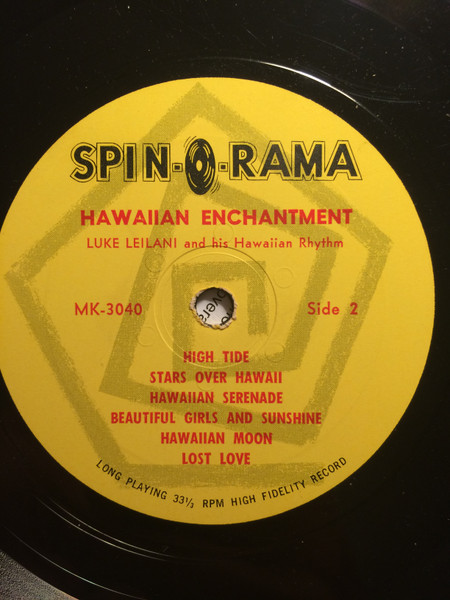 SPIN-O-RAMA
HAWAIIAN ENCHANTMENT
LUKE LEILANI and his Hawaiian Rhythm
MK-3040
Side 2
HIGH TIDE
STARS OVER HAWAII
HAWAIIAN SERENADE
BEAUTIFUL GIRLS AND SUNSHINE
HAWAIIAN MOON
LOST LOVE
LONG PLAYING 33⅓ RPM HIGH FIDELITY RECORD